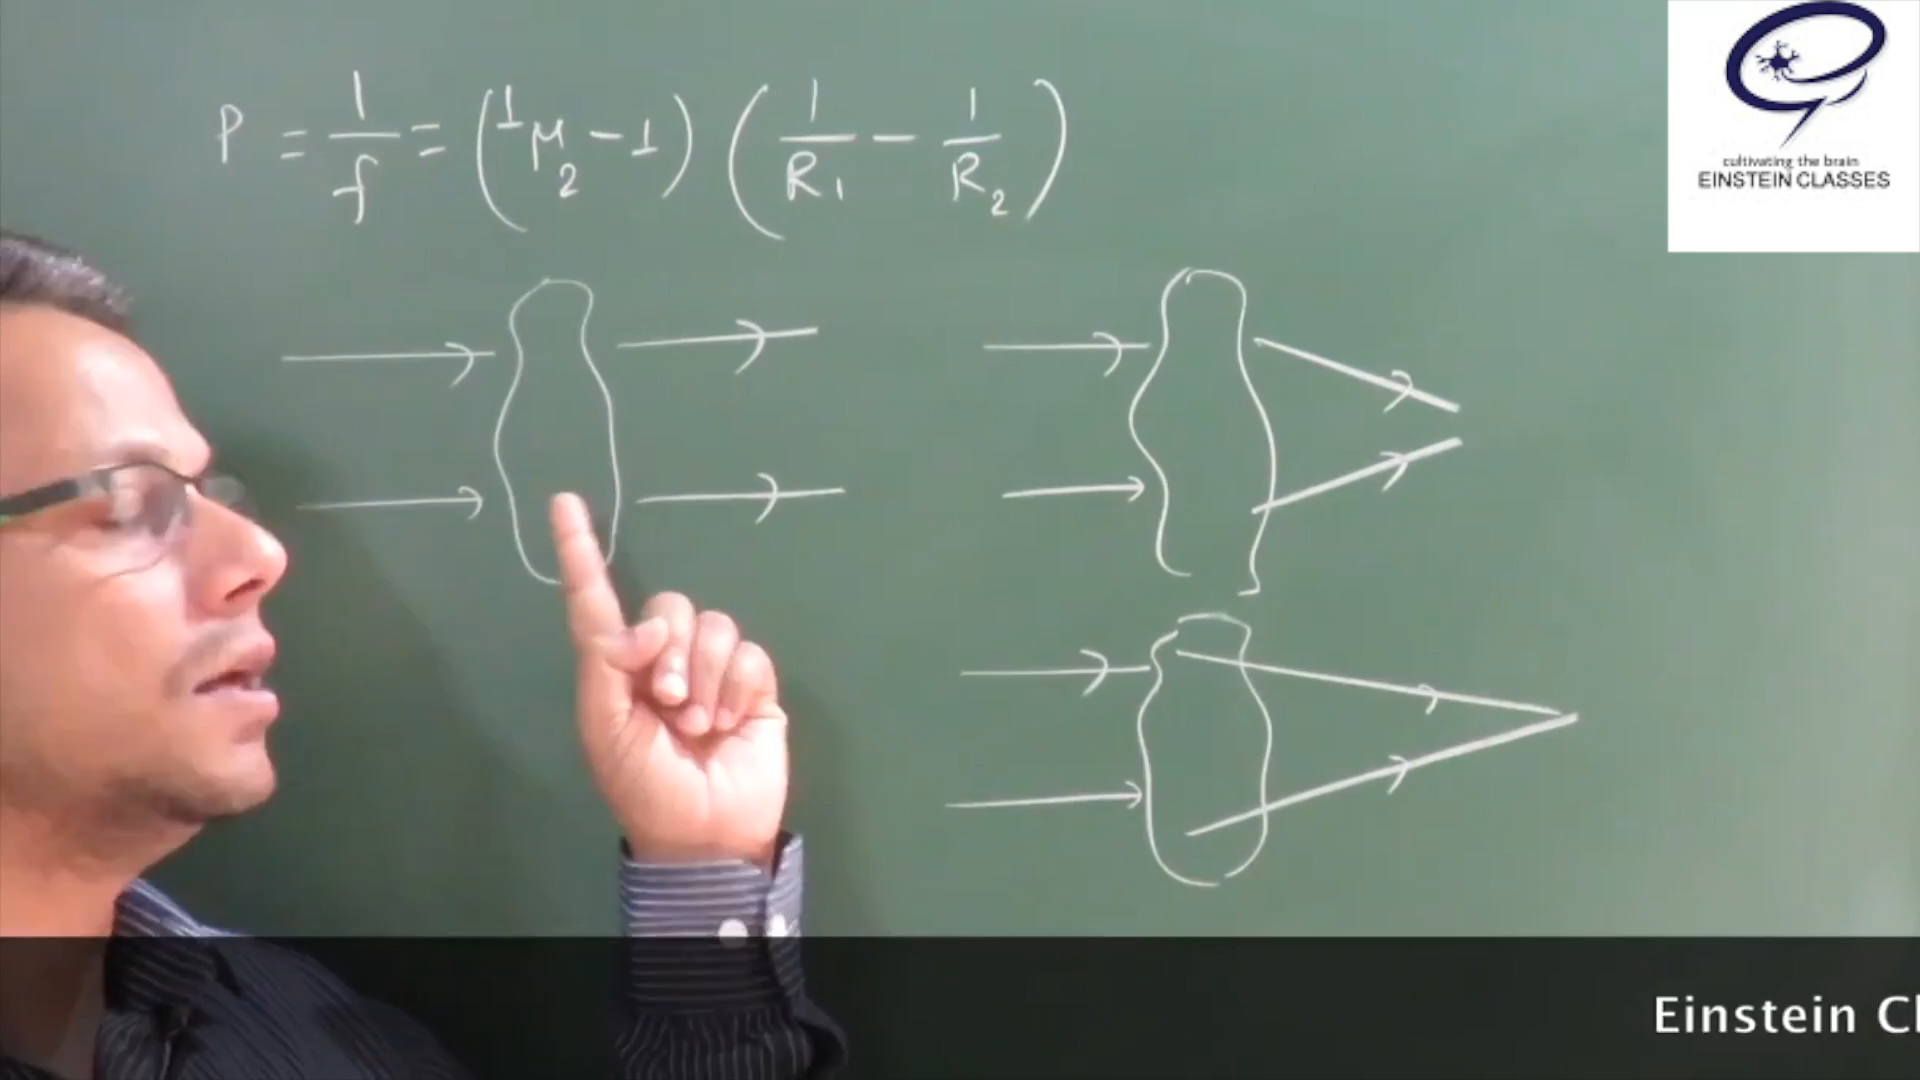 P = 1/f = (¹μ₂ - 1) (1/R₁ - 1/R₂)
cultivating the brain
EINSTEIN CLASSES
Einstein Cl